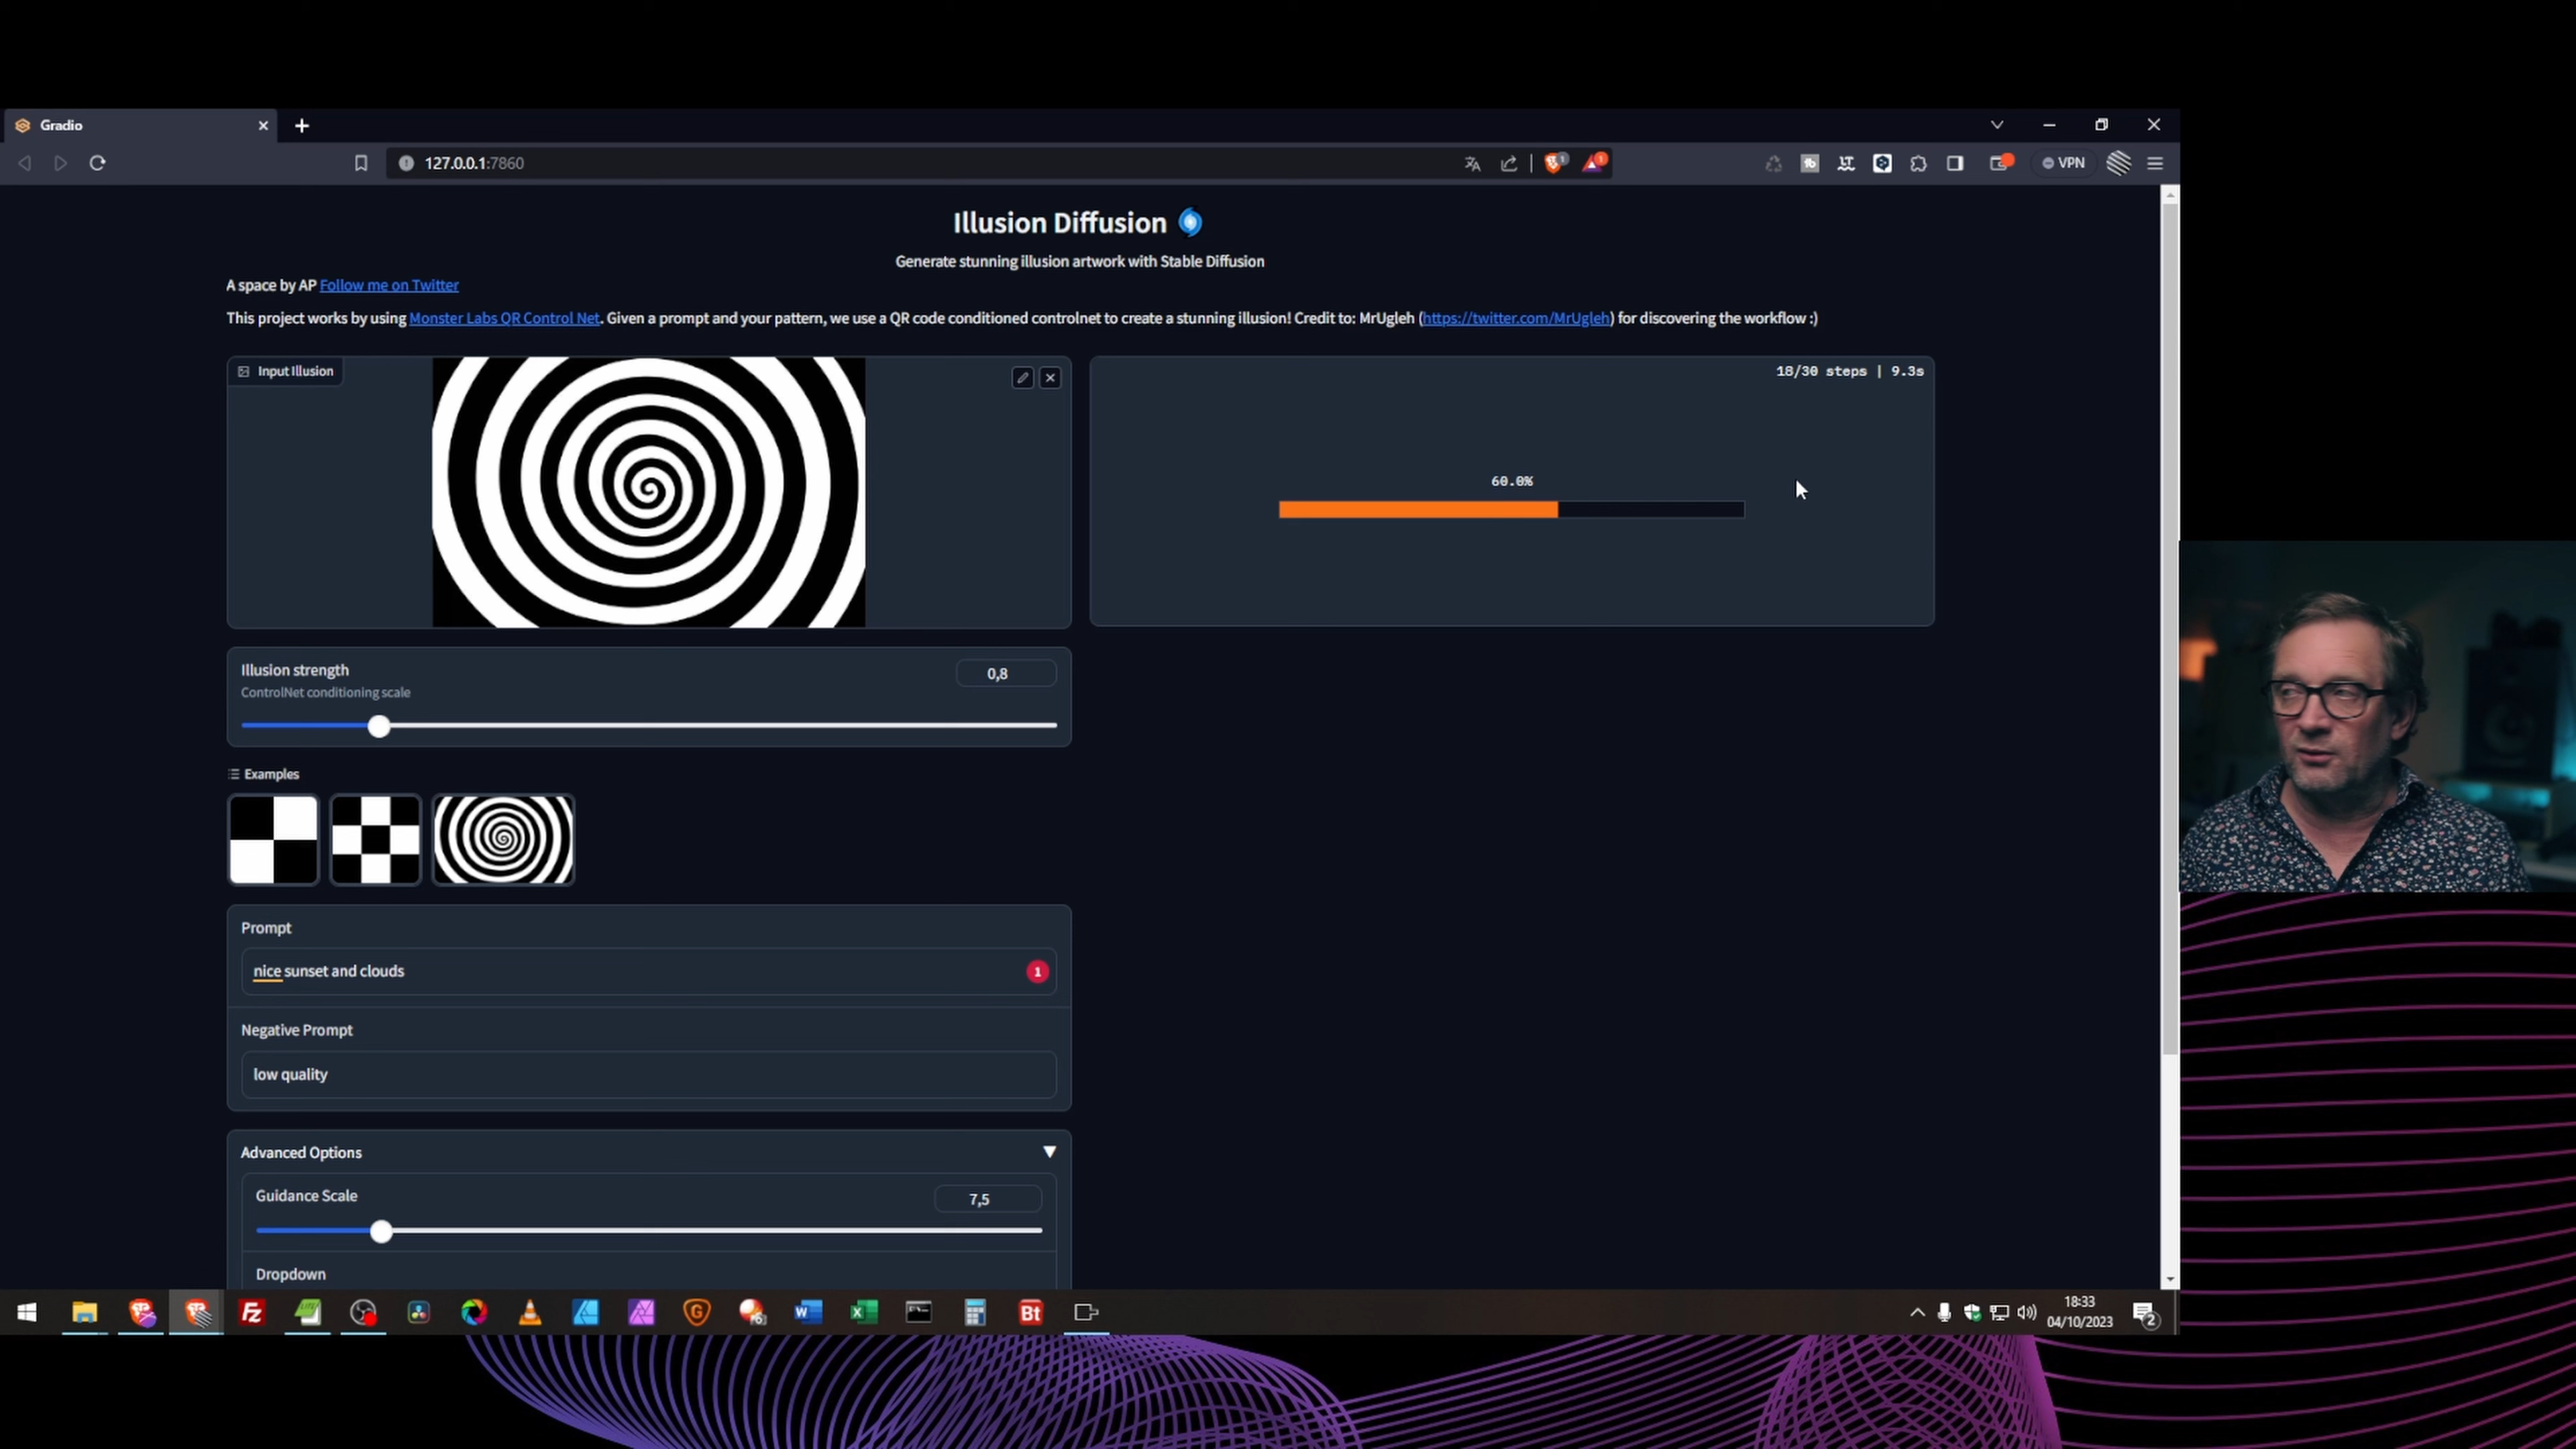 Gradio
127.0.0.1:7860
VPN
Illusion Diffusion
Generate stunning illusion artwork with Stable Diffusion
A space by AP Follow me on Twitter
This project works by using Monster Labs QR Control Net. Given a prompt and your pattern, we use a QR code conditioned controlnet to create a stunning illusion! Credit to: MrUgleh (https://twitter.com/MrUgleh) for discovering the workflow :)
Input Illusion
18/30 steps | 9.3s
60.0%
Illusion strength
0,8
ControlNet conditioning scale
Examples
Prompt
nice sunset and clouds
1
Negative Prompt
low quality
Advanced Options
Guidance Scale
7,5
Dropdown
18:33
04/10/2023
2